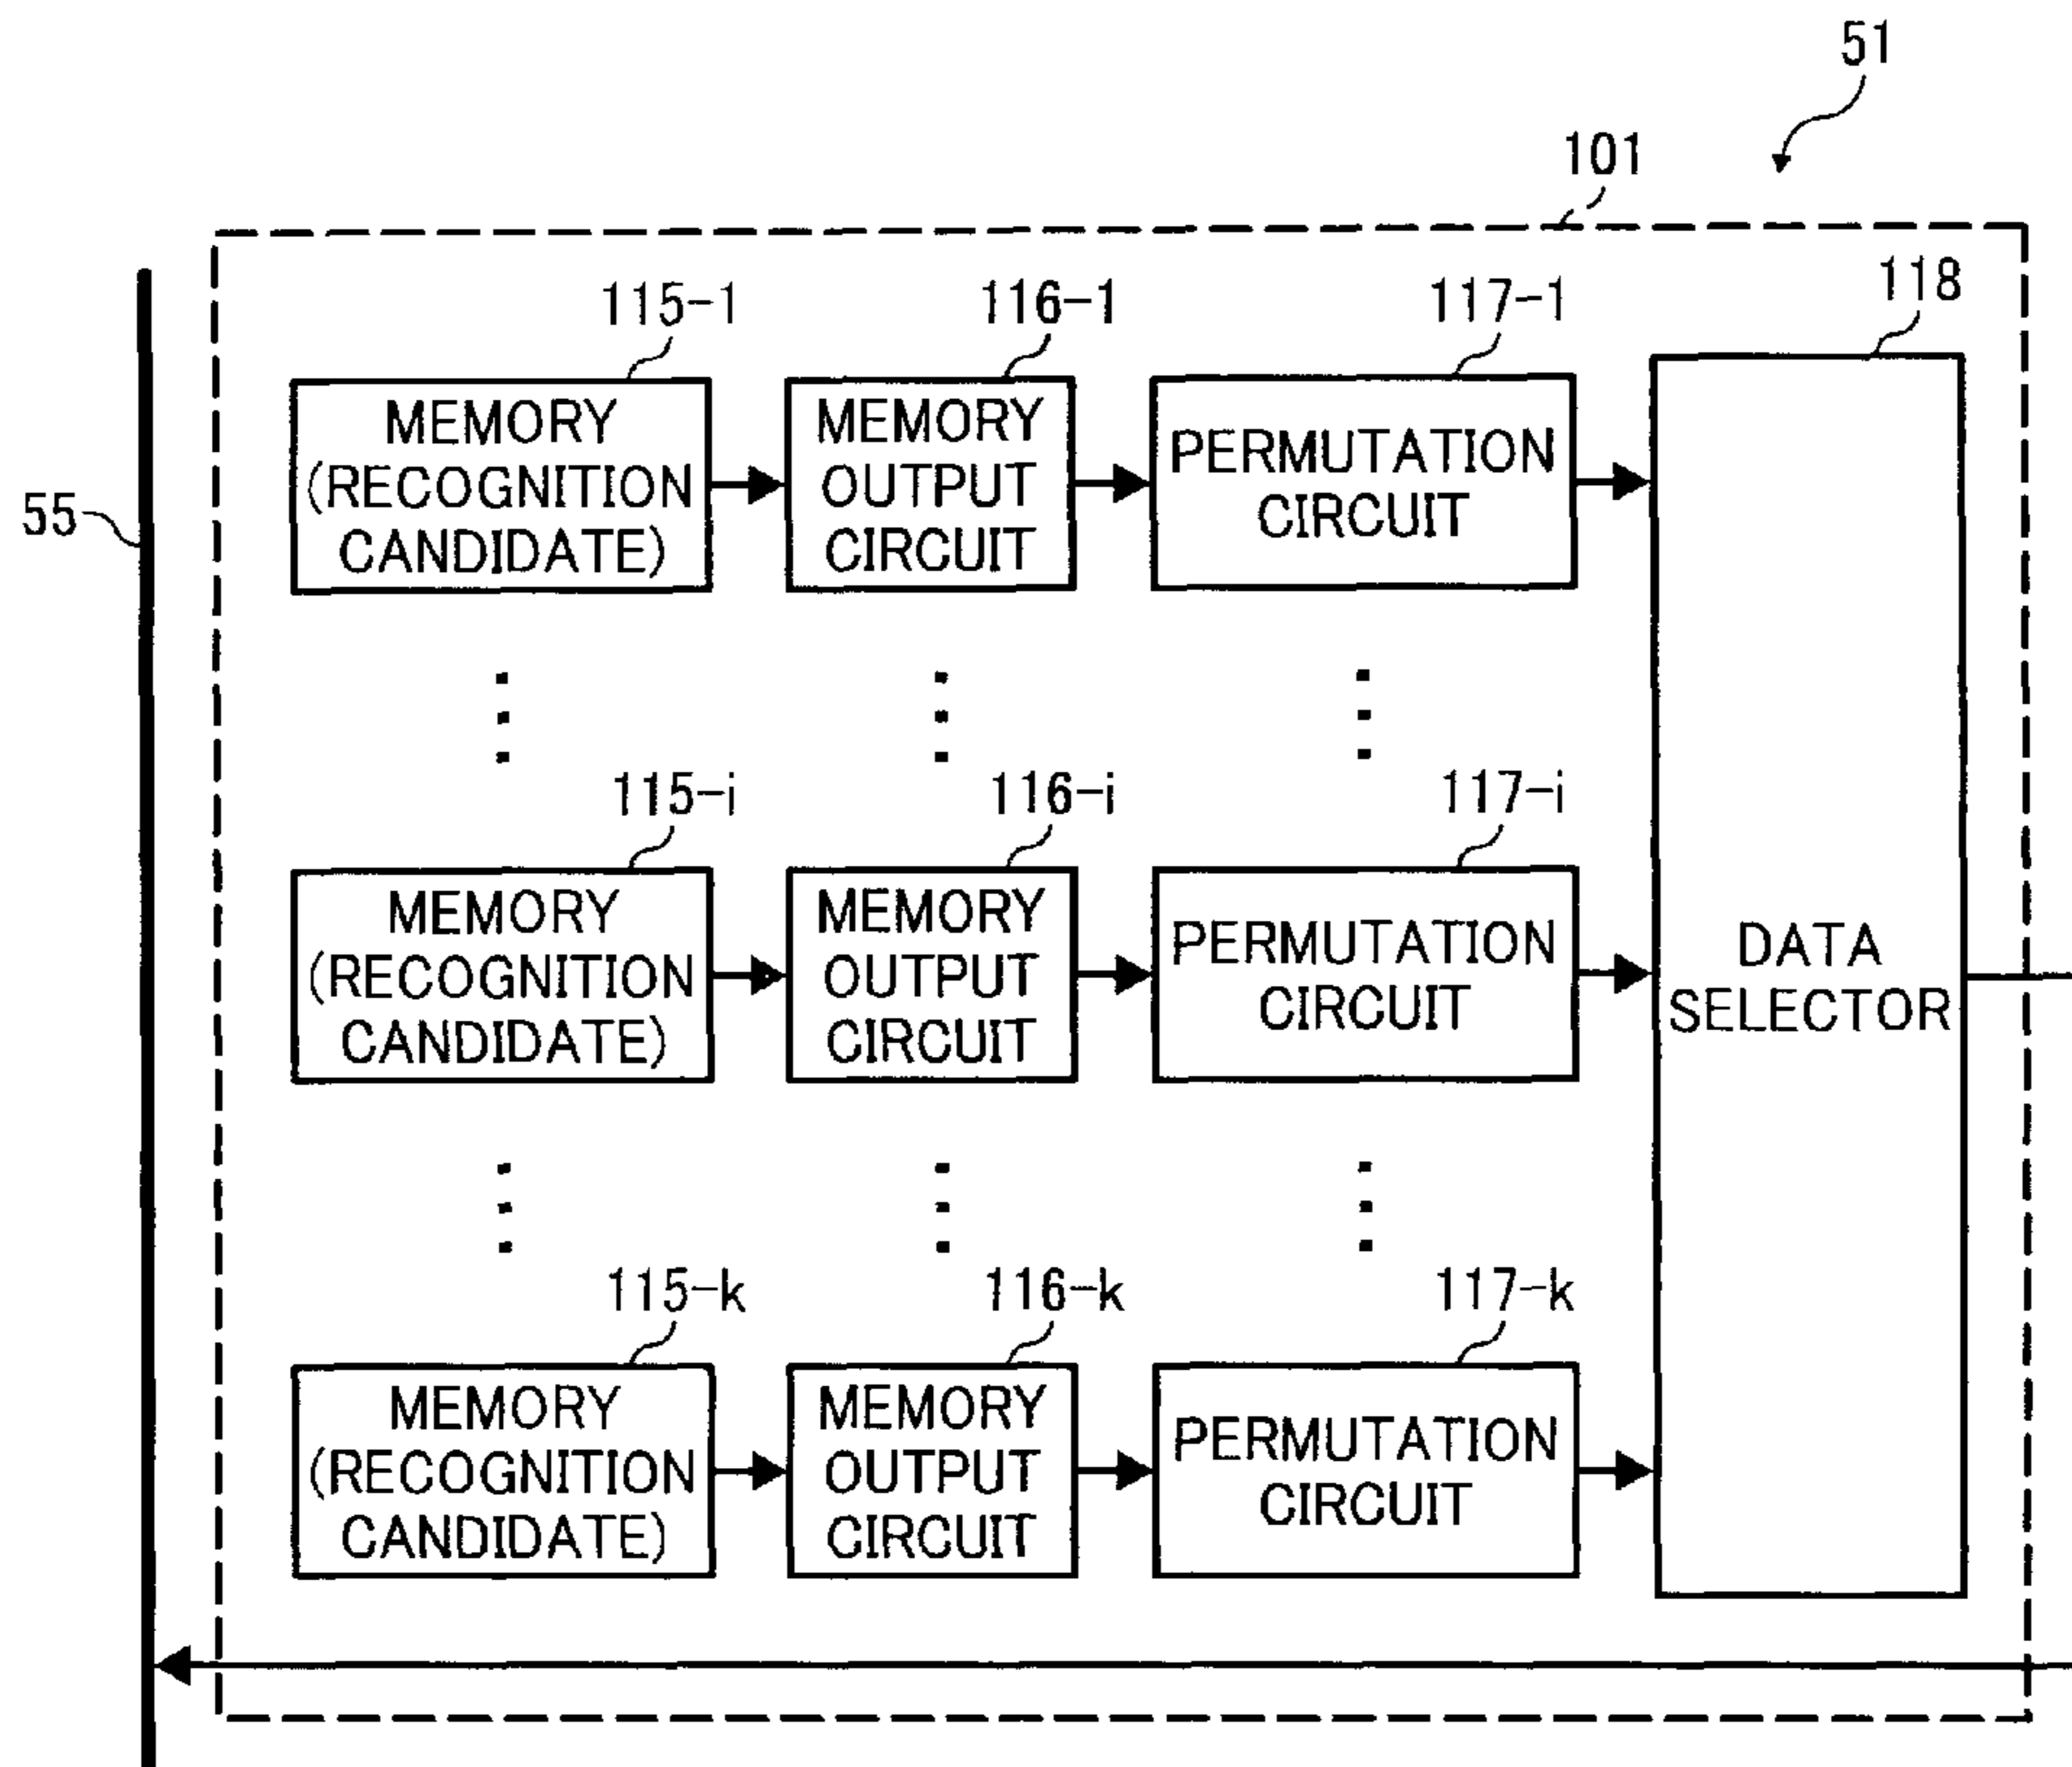 51
101
118
115-1
116-1
117-1
MEMORY
(RECOGNITION
CANDIDATE)
MEMORY
OUTPUT
CIRCUIT
PERMUTATION
CIRCUIT
55
115-i
116-i
117-i
MEMORY
(RECOGNITION
CANDIDATE)
MEMORY
OUTPUT
CIRCUIT
PERMUTATION
CIRCUIT
DATA
SELECTOR
115-k
116-k
117-k
MEMORY
(RECOGNITION
CANDIDATE)
MEMORY
OUTPUT
CIRCUIT
PERMUTATION
CIRCUIT